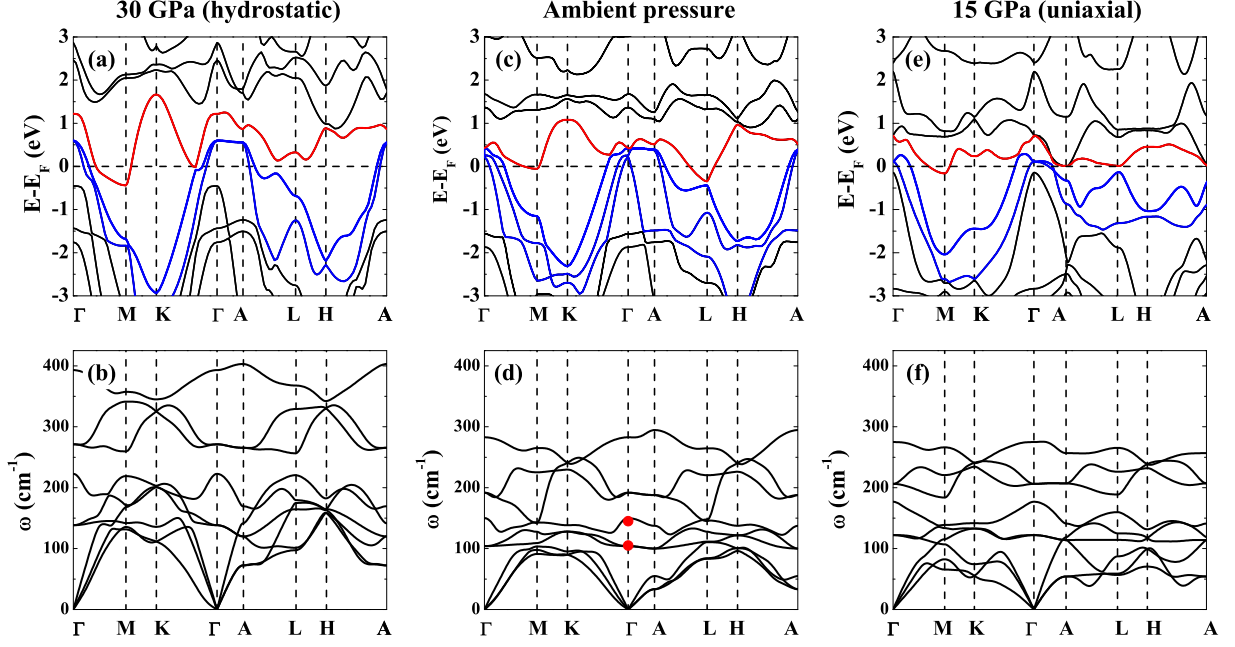 30 GPa (hydrostatic)
Ambient pressure
15 GPa (uniaxial)
(a)
3
2
1
0
-1
-2
-3
E-E_F (eV)
Γ M K Γ A L H A
(c)
3
2
1
0
-1
-2
-3
E-E_F (eV)
Γ M K Γ A L H A
(e)
3
2
1
0
-1
-2
-3
E-E_F (eV)
Γ M K Γ A L H A
(b)
400
300
200
100
0
ω (cm⁻¹)
Γ M K Γ A L H A
(d)
400
300
200
100
0
ω (cm⁻¹)
Γ M K Γ A L H A
(f)
400
300
200
100
0
ω (cm⁻¹)
Γ M K Γ A L H A